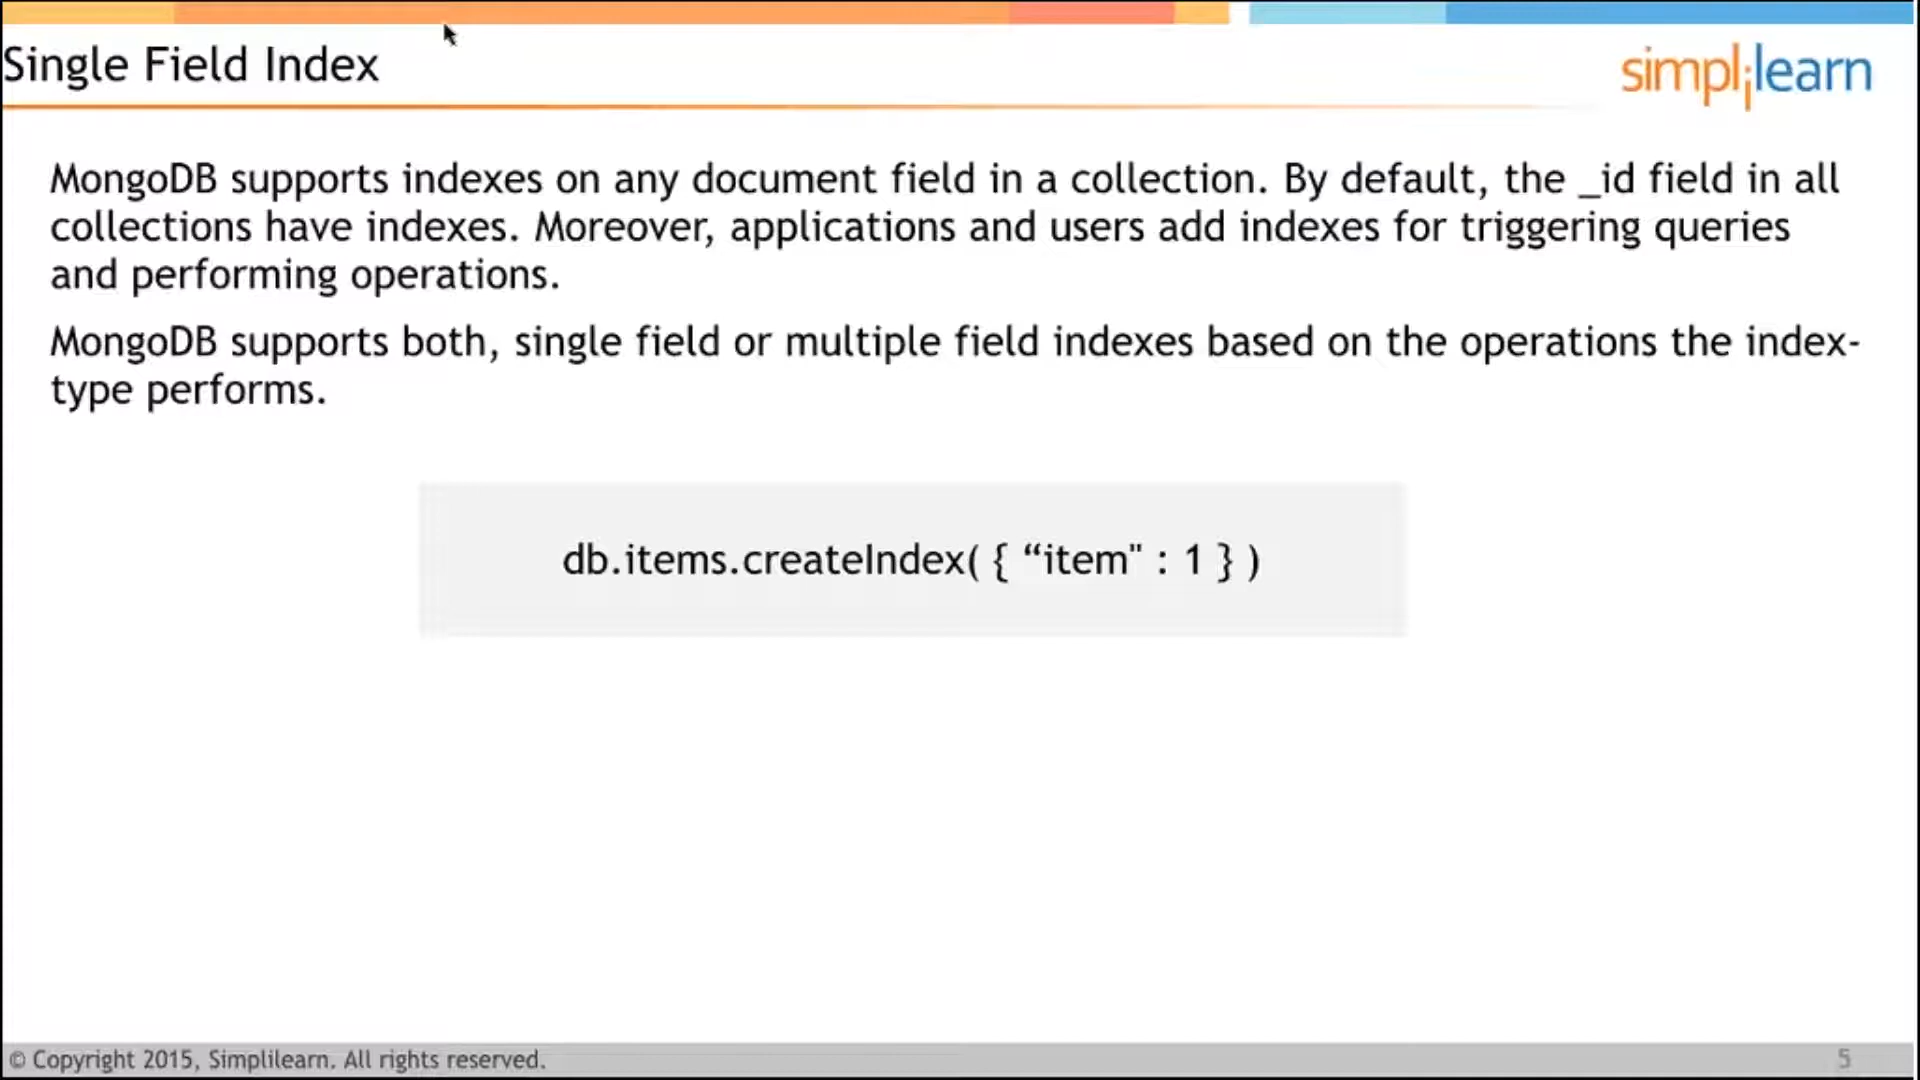 Single Field Index
simplilearn
MongoDB supports indexes on any document field in a collection. By default, the _id field in all
collections have indexes. Moreover, applications and users add indexes for triggering queries
and performing operations.
MongoDB supports both, single field or multiple field indexes based on the operations the index-
type performs.
db.items.createIndex( { “item" : 1 } )
© Copyright 2015, Simplilearn. All rights reserved.
5